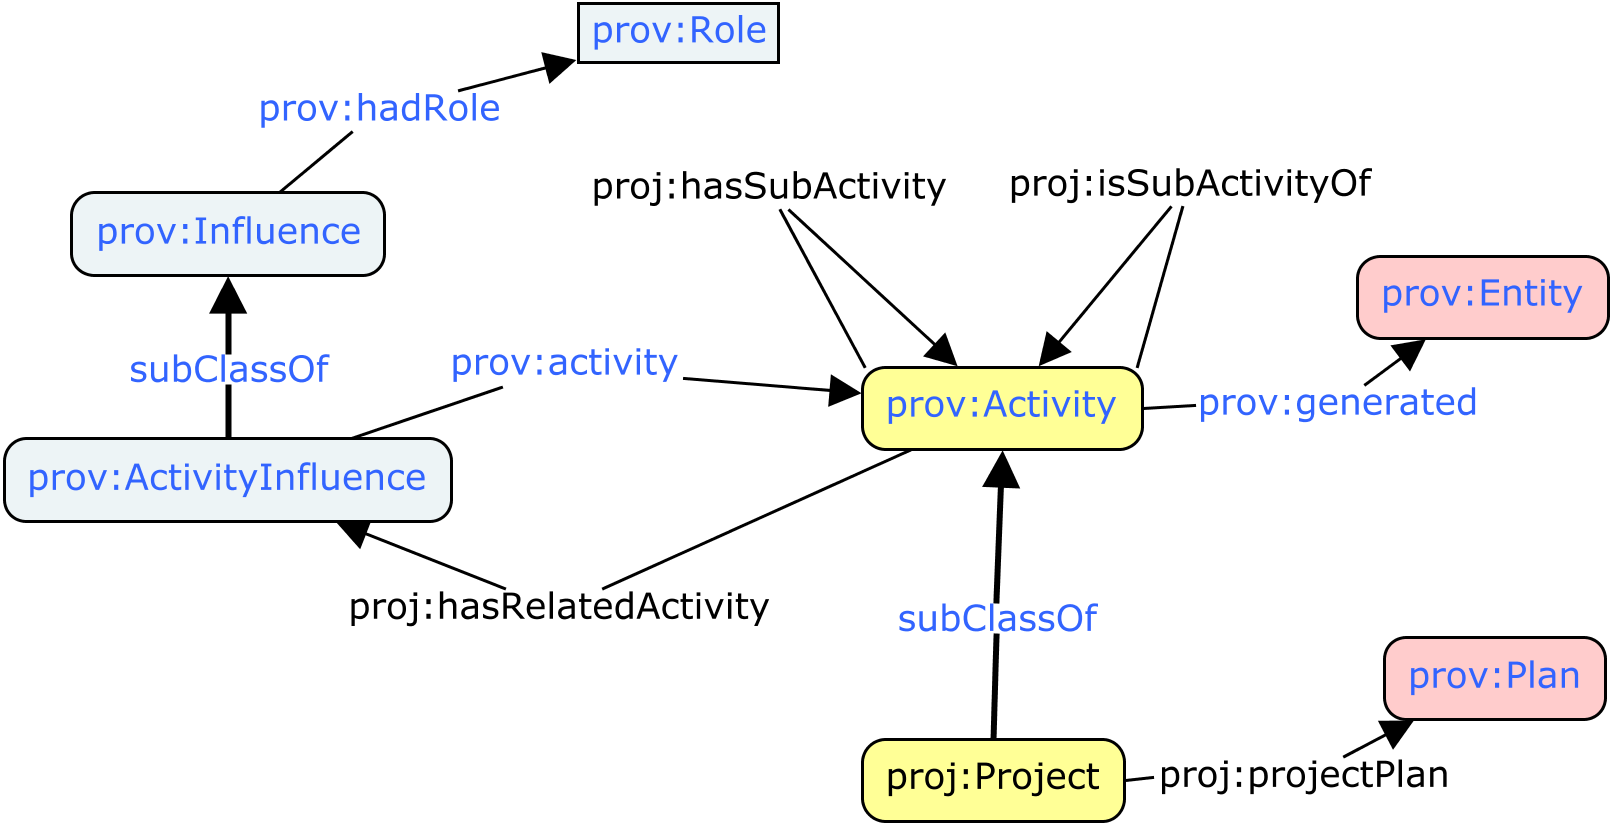 prov:Role
prov:hadRole
proj:hasSubActivity
proj:isSubActivityOf
prov:Influence
prov:Entity
subClassOf
prov:activity
prov:Activity
prov:generated
prov:ActivityInfluence
proj:hasRelatedActivity
subClassOf
prov:Plan
proj:Project
proj:projectPlan